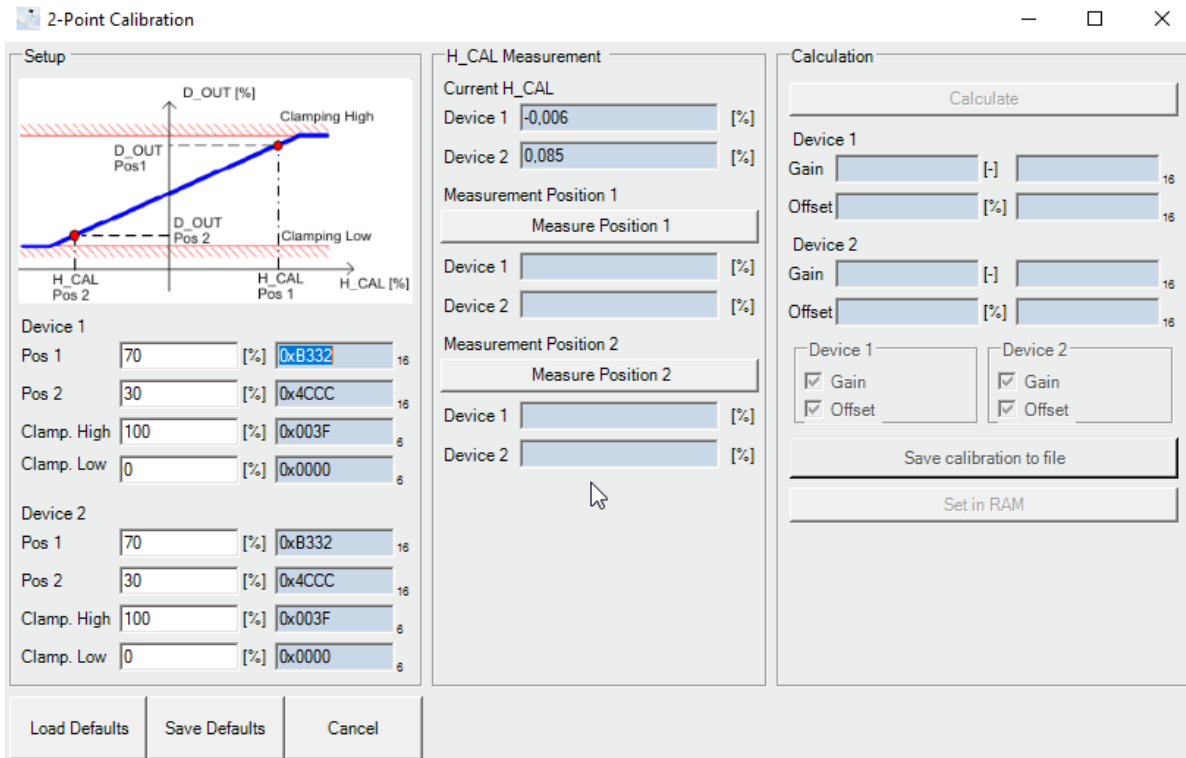 2-Point Calibration
Setup
D_OUT [%]
Clamping High
D_OUT
Pos1
D_OUT
Pos 2
Clamping Low
H_CAL
Pos 2
H_CAL
Pos 1
H_CAL [%]
Device 1
Pos 1 70 [%] 0xB332 16
Pos 2 30 [%] 0x4CCC 16
Clamp. High 100 [%] 0x003F 6
Clamp. Low 0 [%] 0x0000 6
Device 2
Pos 1 70 [%] 0xB332 16
Pos 2 30 [%] 0x4CCC 16
Clamp. High 100 [%] 0x003F 6
Clamp. Low 0 [%] 0x0000 6
Load Defaults Save Defaults Cancel
H_CAL Measurement
Current H_CAL
Device 1 -0,006 [%]
Device 2 0,085 [%]
Measurement Position 1
Measure Position 1
Device 1 [%]
Device 2 [%]
Measurement Position 2
Measure Position 2
Device 1 [%]
Device 2 [%]
Calculation
Calculate
Device 1
Gain [-] 16
Offset [%] 16
Device 2
Gain [-] 16
Offset [%] 16
Device 1 Device 2
Gain Gain
Offset Offset
Save calibration to file
Set in RAM